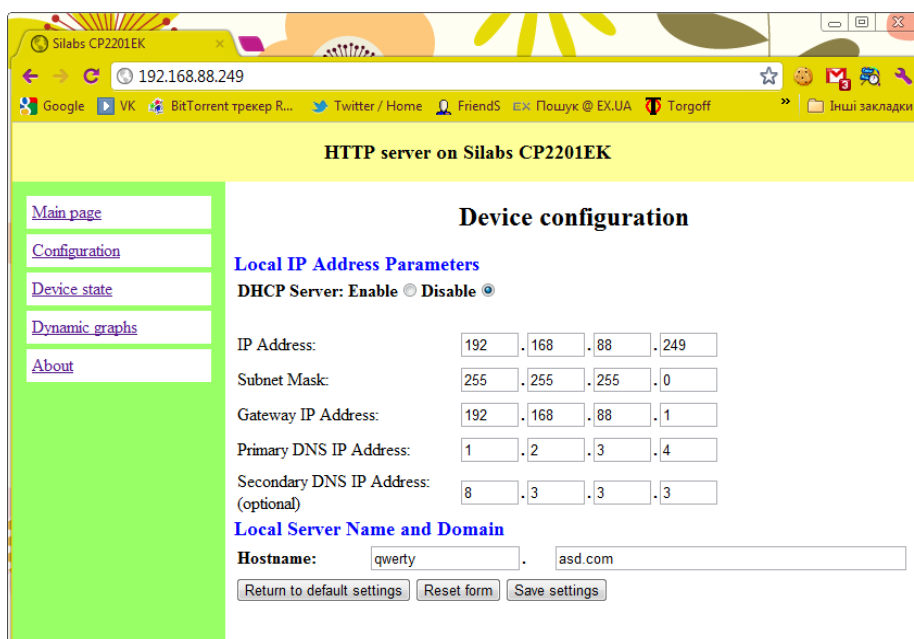 Silabs CP2201EK
192.168.88.249
3
Google VK BitTorrent трекер R... Twitter / Home FriendS EX Пошук @ EX.UA Torgoff » Інші закладки
HTTP server on Silabs CP2201EK
Main page
Configuration
Device state
Dynamic graphs
About
Device configuration
Local IP Address Parameters
DHCP Server: Enable Disable
IP Address: 192 . 168 . 88 . 249
Subnet Mask: 255 . 255 . 255 . 0
Gateway IP Address: 192 . 168 . 88 . 1
Primary DNS IP Address: 1 . 2 . 3 . 4
Secondary DNS IP Address: 8 . 3 . 3 . 3
(optional)
Local Server Name and Domain
Hostname: qwerty . asd.com
Return to default settings Reset form Save settings